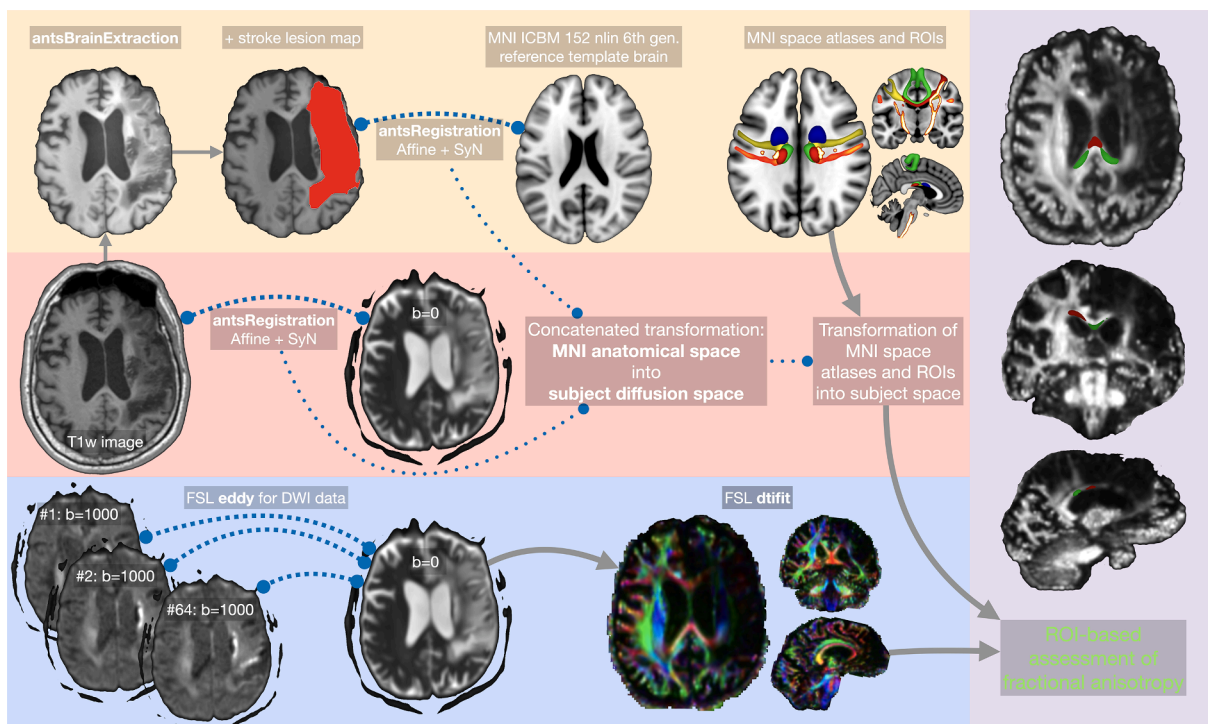 antsBrainExtraction
+ stroke lesion map
MNI ICBM 152 nlin 6th gen.
reference template brain
MNI space atlases and ROIs
antsRegistration
Affine + SyN
T1w image
antsRegistration
Affine + SyN
b=0
Concatenated transformation:
MNI anatomical space
into
subject diffusion space
Transformation of
MNI space
atlases and ROIs
into subject space
FSL eddy for DWI data
#1: b=1000
#2: b=1000
#64: b=1000
b=0
FSL dtifit
ROI-based
assessment of
fractional anisotropy